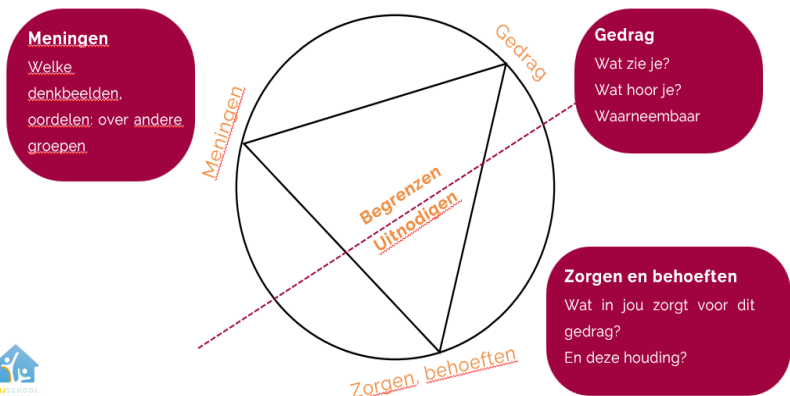 Meningen
Welke
denkbeelden,
oordelen: over andere
groepen
Meningen
Gedrag
Begrenzen
Uitnodigen
Zorgen, behoeften
Gedrag
Wat zie je?
Wat hoor je?
Waarneembaar
Zorgen en behoeften
Wat in jou zorgt voor dit
gedrag?
En deze houding?